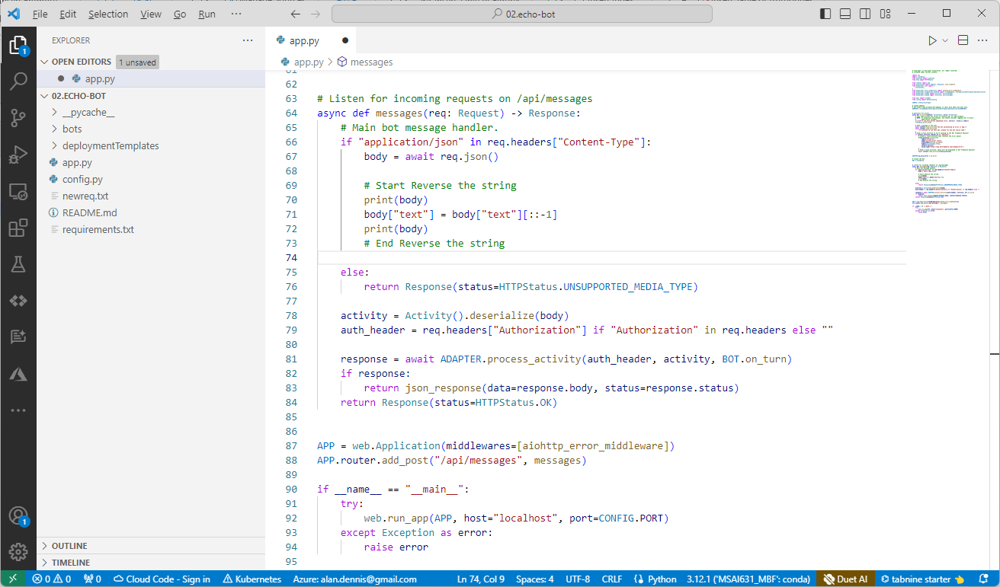 File Edit Selection View Go Run ··· 02.echo-bot
EXPLORER
OPEN EDITORS 1 unsaved
app.py
02.ECHO-BOT
__pycache__
bots
deploymentTemplates
app.py
config.py
newreq.txt
README.md
requirements.txt
OUTLINE
TIMELINE
1
1
app.py
app.py > messages
61
62
63 # Listen for incoming requests on /api/messages
64 async def messages(req: Request) -> Response:
65 # Main bot message handler.
66 if "application/json" in req.headers["Content-Type"]:
67 body = await req.json()
68
69 # Start Reverse the string
70 print(body)
71 body["text"] = body["text"][::-1]
72 print(body)
73 # End Reverse the string
74
75 else:
76 return Response(status=HTTPStatus.UNSUPPORTED_MEDIA_TYPE)
77
78 activity = Activity().deserialize(body)
79 auth_header = req.headers["Authorization"] if "Authorization" in req.headers else ""
80
81 response = await ADAPTER.process_activity(auth_header, activity, BOT.on_turn)
82 if response:
83 return json_response(data=response.body, status=response.status)
84 return Response(status=HTTPStatus.OK)
85
86
87 APP = web.Application(middlewares=[aiohttp_error_middleware])
88 APP.router.add_post("/api/messages", messages)
89
90 if __name__ == "__main__":
91 try:
92 web.run_app(APP, host="localhost", port=CONFIG.PORT)
93 except Exception as error:
94 raise error
95
0 0 0 Cloud Code - Sign in Kubernetes Azure: alan.dennis@gmail.com Ln 74, Col 9 Spaces: 4 UTF-8 CRLF Python 3.12.1 ('MSAI631_MBF': conda) Duet AI tabnine starter